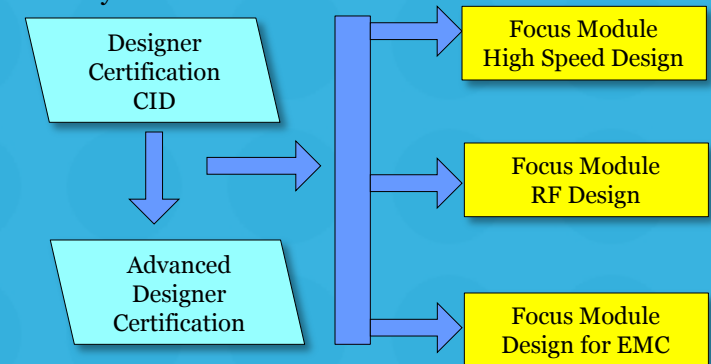 Designer
Certification
CID
Advanced
Designer
Certification
Focus Module
High Speed Design
Focus Module
RF Design
Focus Module
Design for EMC